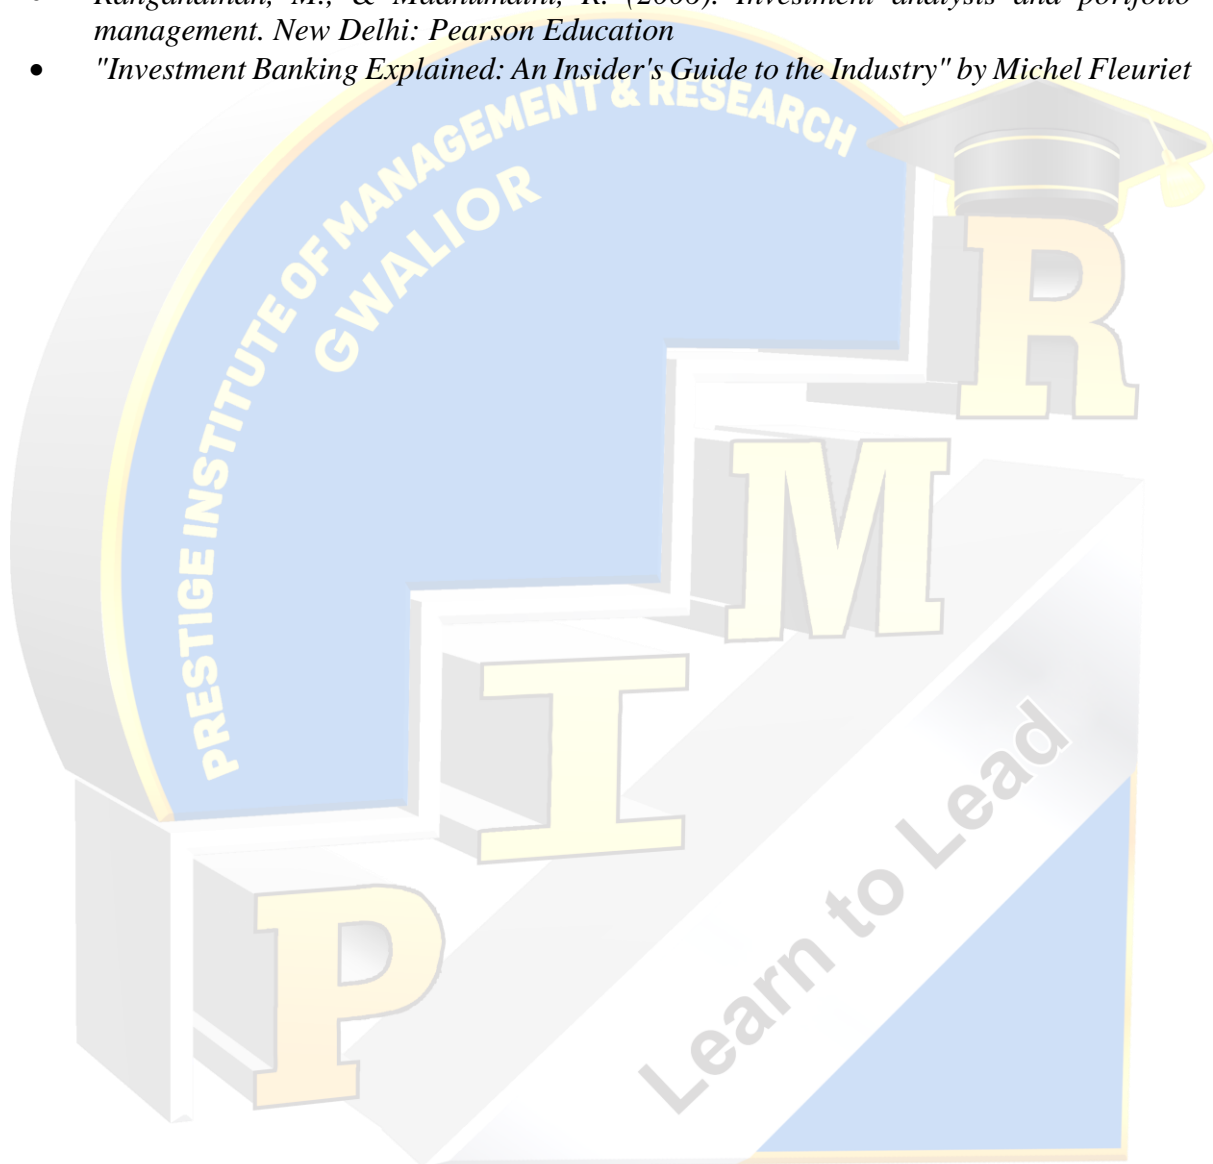 management. New Delhi: Pearson Education
• "Investment Banking Explained: An Insider's Guide to the Industry" by Michel Fleuriet
PRESTIGE INSTITUTE OF MANAGEMENT & RESEARCH
GWALIOR
R
M
I
P
Learn to Lead